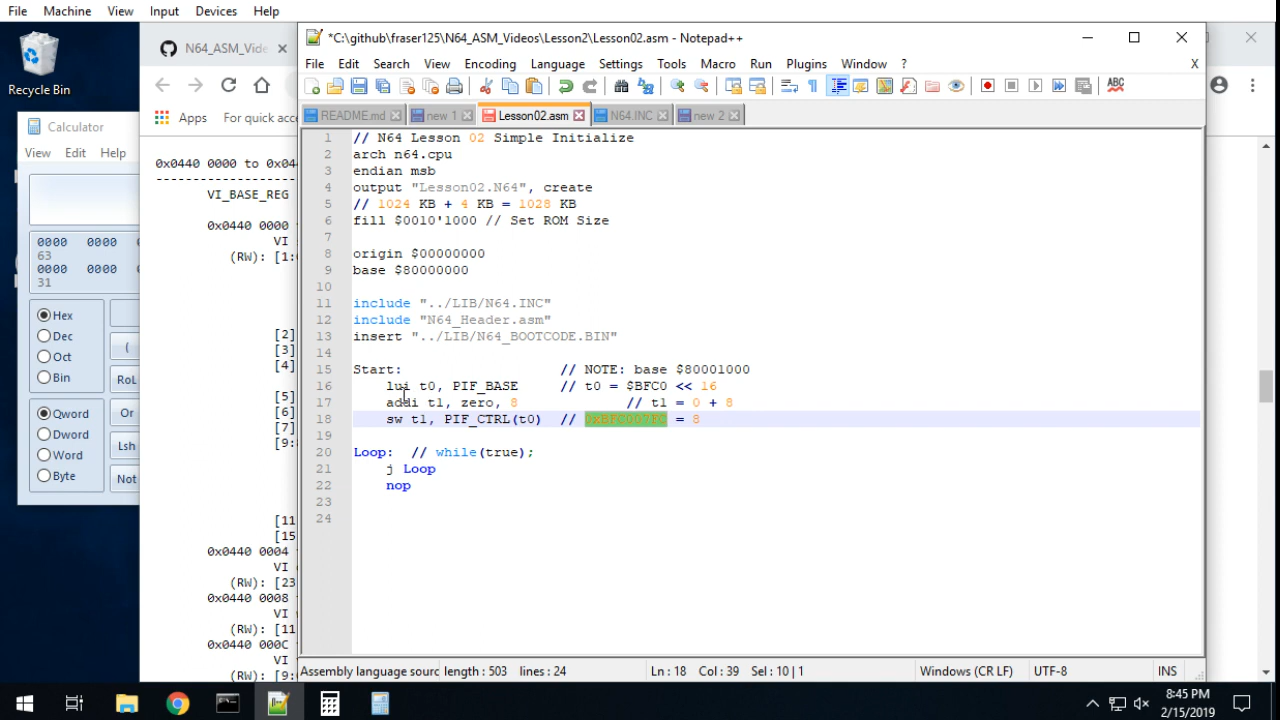 File Machine View Input Devices Help
Recycle Bin
N64_ASM_Vide
Apps For quick acce
Calculator
View Edit Help
0000 0000 0
63
0000 0000 0
31
Hex
Dec
Oct
Bin
(
RoL
Qword
Dword
Word
Byte
Or
Lsh
Not
0x0440 0000 to 0x04
VI_BASE_REG
0x0440 0000
VI
(RW): [1:
[2]
[3]
[4]
[5]
[6]
[7]
[9:
[11
[15
0x0440 0004
VI
(RW): [23
0x0440 0008
VI
(RW): [11
0x0440 000C
VI
(RW): [9:
*C:\github\fraser125\N64_ASM_Videos\Lesson2\Lesson02.asm - Notepad++
File Edit Search View Encoding Language Settings Tools Macro Run Plugins Window ? X
ABC
README.md new 1 Lesson02.asm N64.INC new 2
1 // N64 Lesson 02 Simple Initialize
2 arch n64.cpu
3 endian msb
4 output "Lesson02.N64", create
5 // 1024 KB + 4 KB = 1028 KB
6 fill $0010'1000 // Set ROM Size
7
8 origin $00000000
9 base $80000000
10
11 include "../LIB/N64.INC"
12 include "N64_Header.asm"
13 insert "../LIB/N64_BOOTCODE.BIN"
14
15 Start: // NOTE: base $80001000
16 lui t0, PIF_BASE // t0 = $BFC0 << 16
17 addi t1, zero, 8 // t1 = 0 + 8
18 sw t1, PIF_CTRL(t0) // 0xBFC007FC = 8
19
20 Loop: // while(true);
21 j Loop
22 nop
23
24
Assembly language sourc length : 503 lines : 24 Ln : 18 Col : 39 Sel : 10 | 1 Windows (CR LF) UTF-8 INS
8:45 PM
2/15/2019